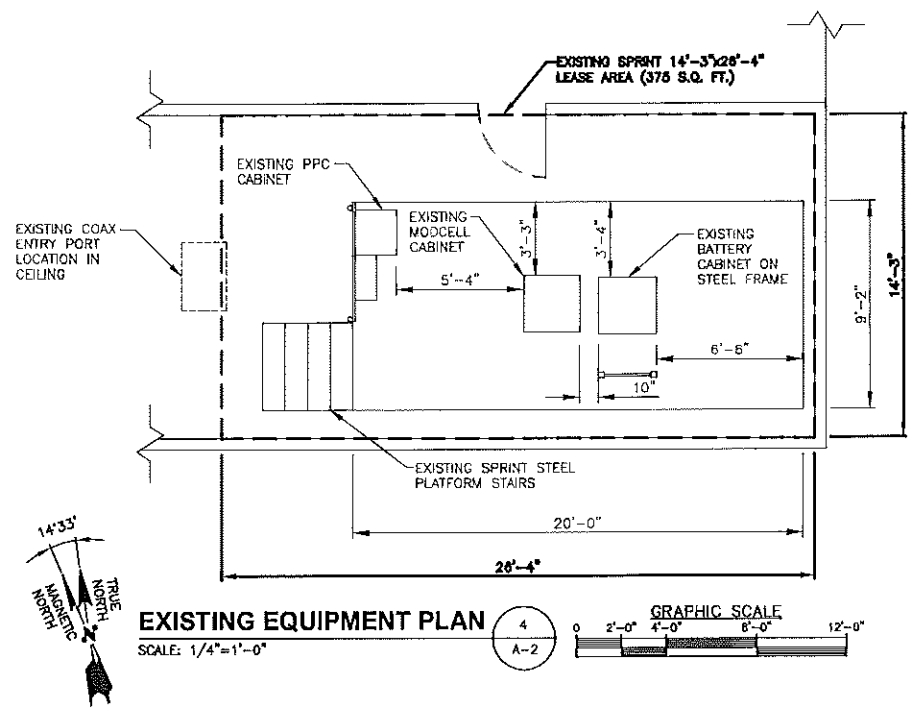 EXISTING SPRINT 14'-3"x26'-4"
LEASE AREA (375 S.Q. FT.)
EXISTING PPC
CABINET
EXISTING COAX
ENTRY PORT
LOCATION IN
CEILING
EXISTING
MODCELL
CABINET
3'-3"
3'-4"
EXISTING
BATTERY
CABINET ON
STEEL FRAME
5'-4"
9'-2"
14'-3"
6'-6"
10"
EXISTING SPRINT STEEL
PLATFORM STAIRS
20'-0"
26'-4"
14'33'
TRUE
NORTH
MAGNETIC
NORTH
N
EXISTING EQUIPMENT PLAN
SCALE: 1/4"=1'-0"
4
A-2
GRAPHIC SCALE
0 2'-0" 4'-0" 8'-0" 12'-0"